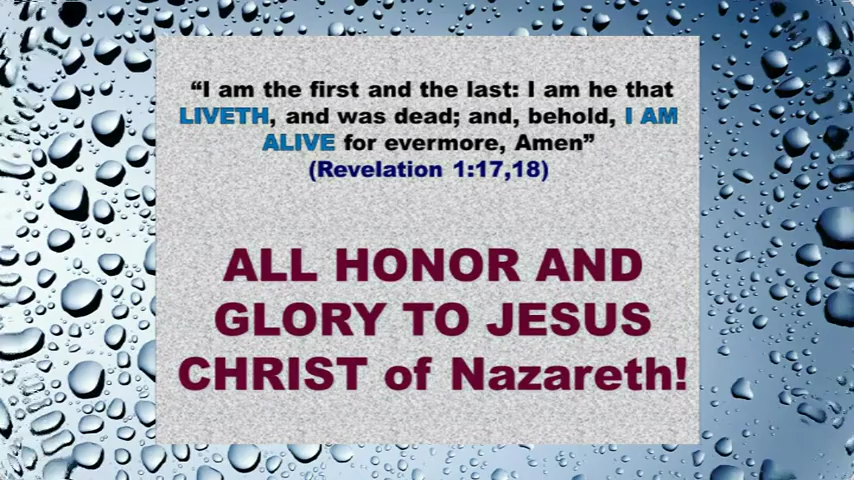 “I am the first and the last: I am he that
LIVETH, and was dead; and, behold, I AM
ALIVE for evermore, Amen”
(Revelation 1:17,18)
ALL HONOR AND
GLORY TO JESUS
CHRIST of Nazareth!